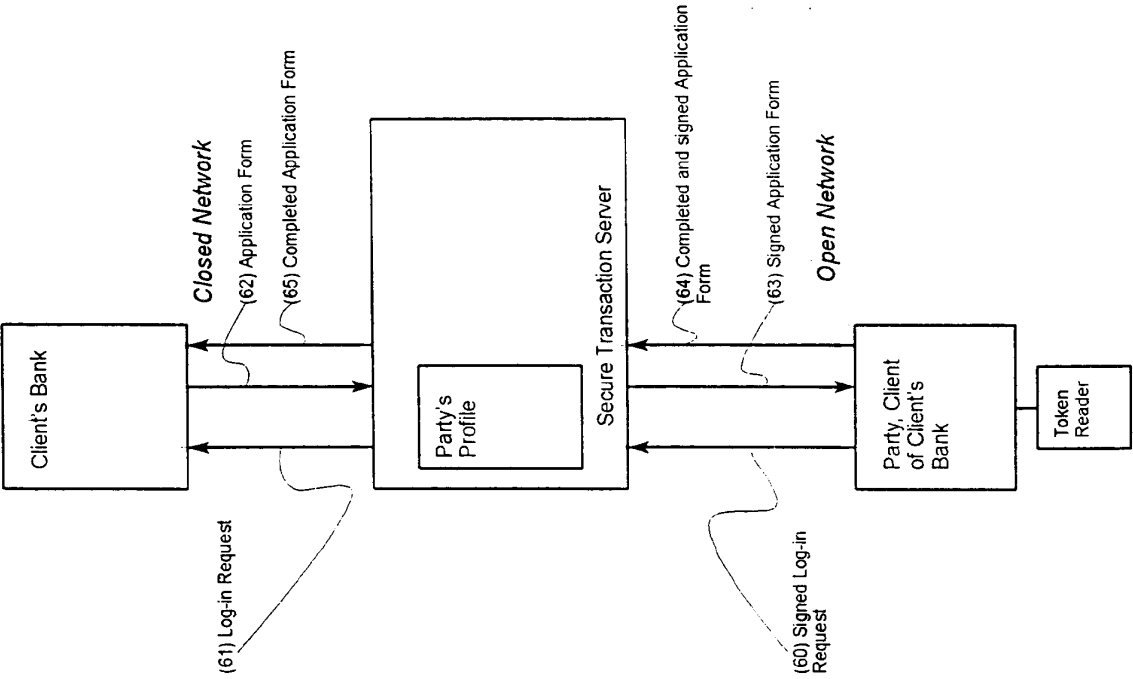 Client's Bank
Closed Network
(62) Application Form
(65) Completed Application Form
(61) Log-in Request
Party's
Profile
Secure Transaction Server
(64) Completed and signed Application
Form
(63) Signed Application Form
Open Network
(60) Signed Log-in
Request
Party, Client
of Client's
Bank
Token
Reader